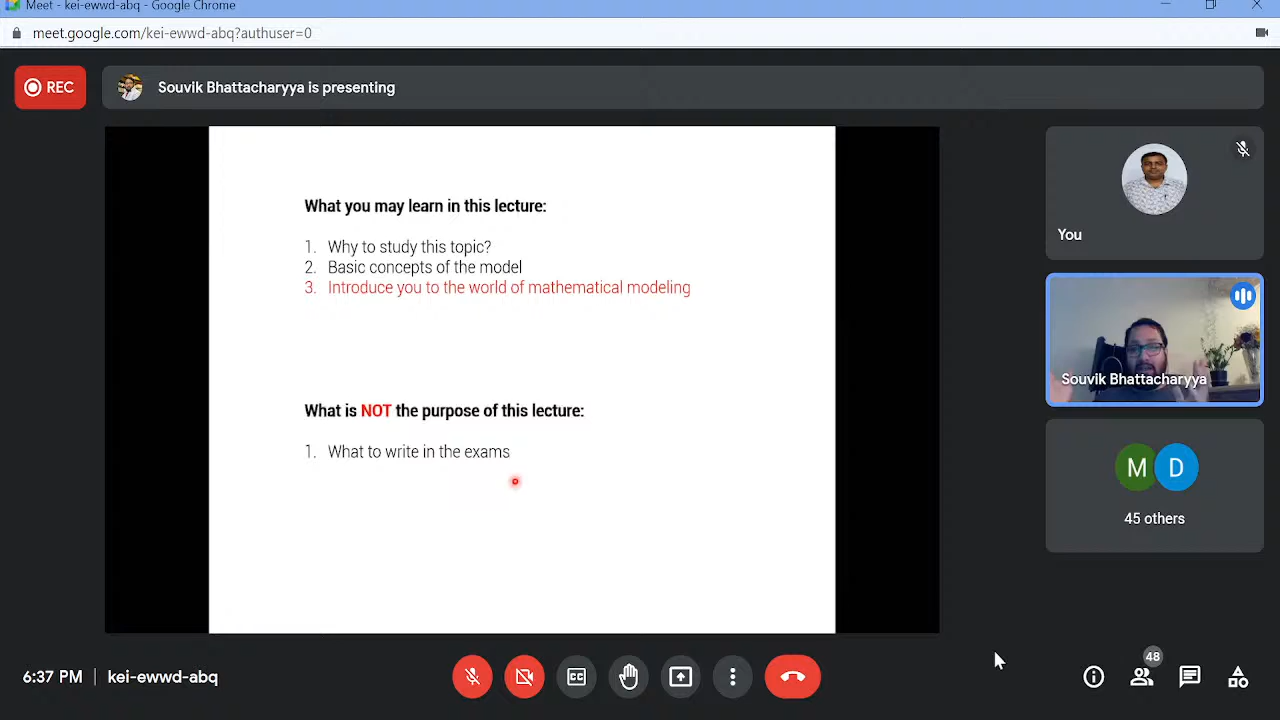 Meet - kei-ewwd-abq - Google Chrome
meet.google.com/kei-ewwd-abq?authuser=0
REC
Souvik Bhattacharyya is presenting
What you may learn in this lecture:
1. Why to study this topic?
2. Basic concepts of the model
3. Introduce you to the world of mathematical modeling
What is NOT the purpose of this lecture:
1. What to write in the exams
You
Souvik Bhattacharyya
M D
45 others
6:37 PM | kei-ewwd-abq
CC
48